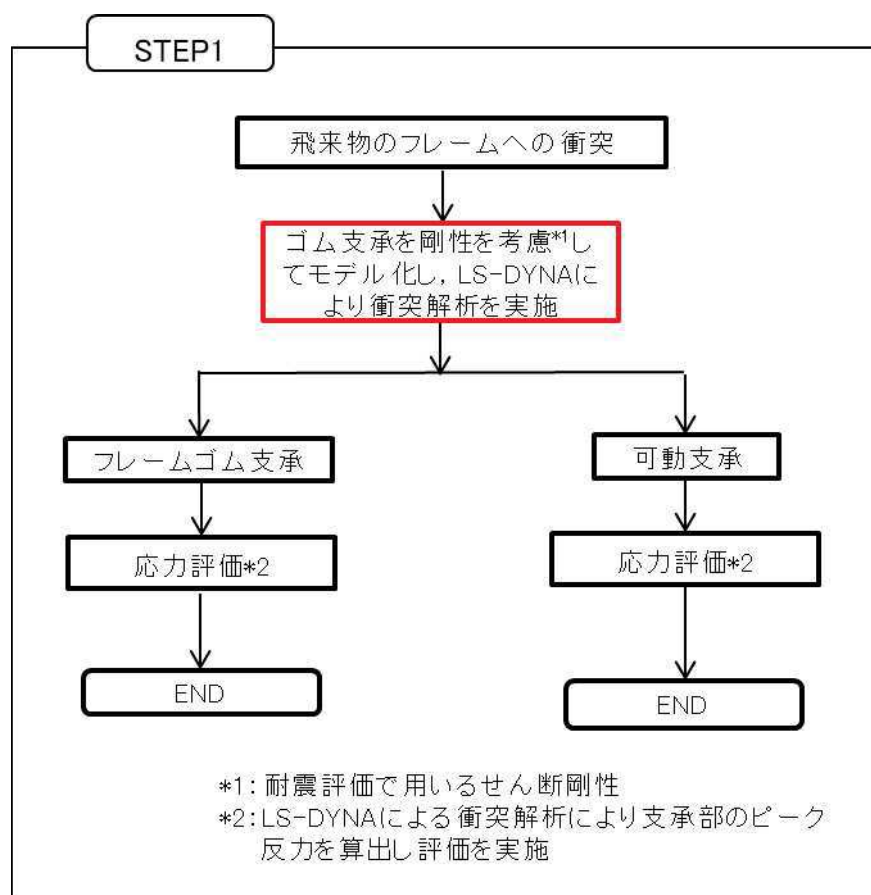 STEP1
飛来物のフレームへの衝突
ゴム支承を剛性を考慮*1し
てモデル化し,LS-DYNAに
より衝突解析を実施
フレームゴム支承
可動支承
応力評価*2
応力評価*2
END
END
*1:耐震評価で用いるせん断剛性
*2:LS-DYNAによる衝突解析により支承部のピーク
反力を算出し評価を実施